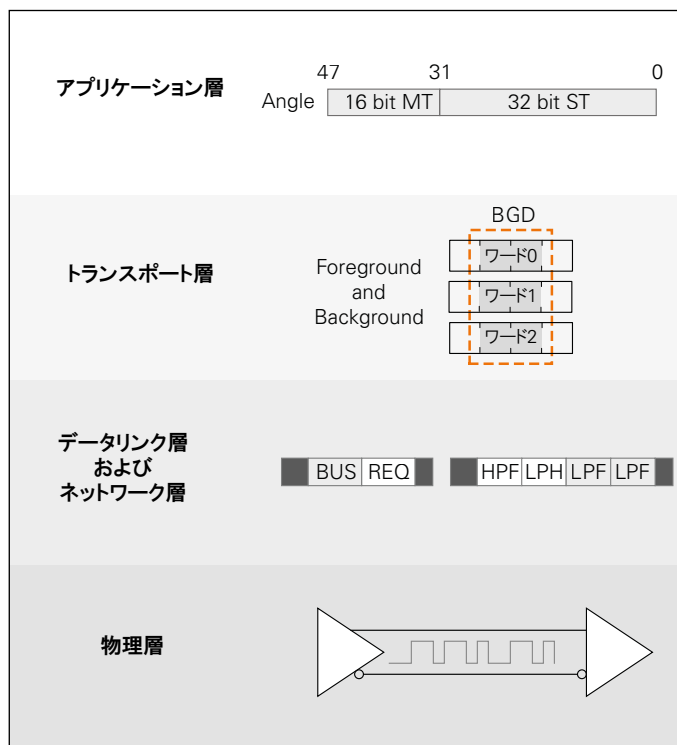 アプリケーション層
47 31 0
Angle 16 bit MT 32 bit ST
トランスポート層
Foreground
and
Background
BGD
ワード0
ワード1
ワード2
データリンク層
および
ネットワーク層
BUS REQ HPF LPH LPF LPF
物理層